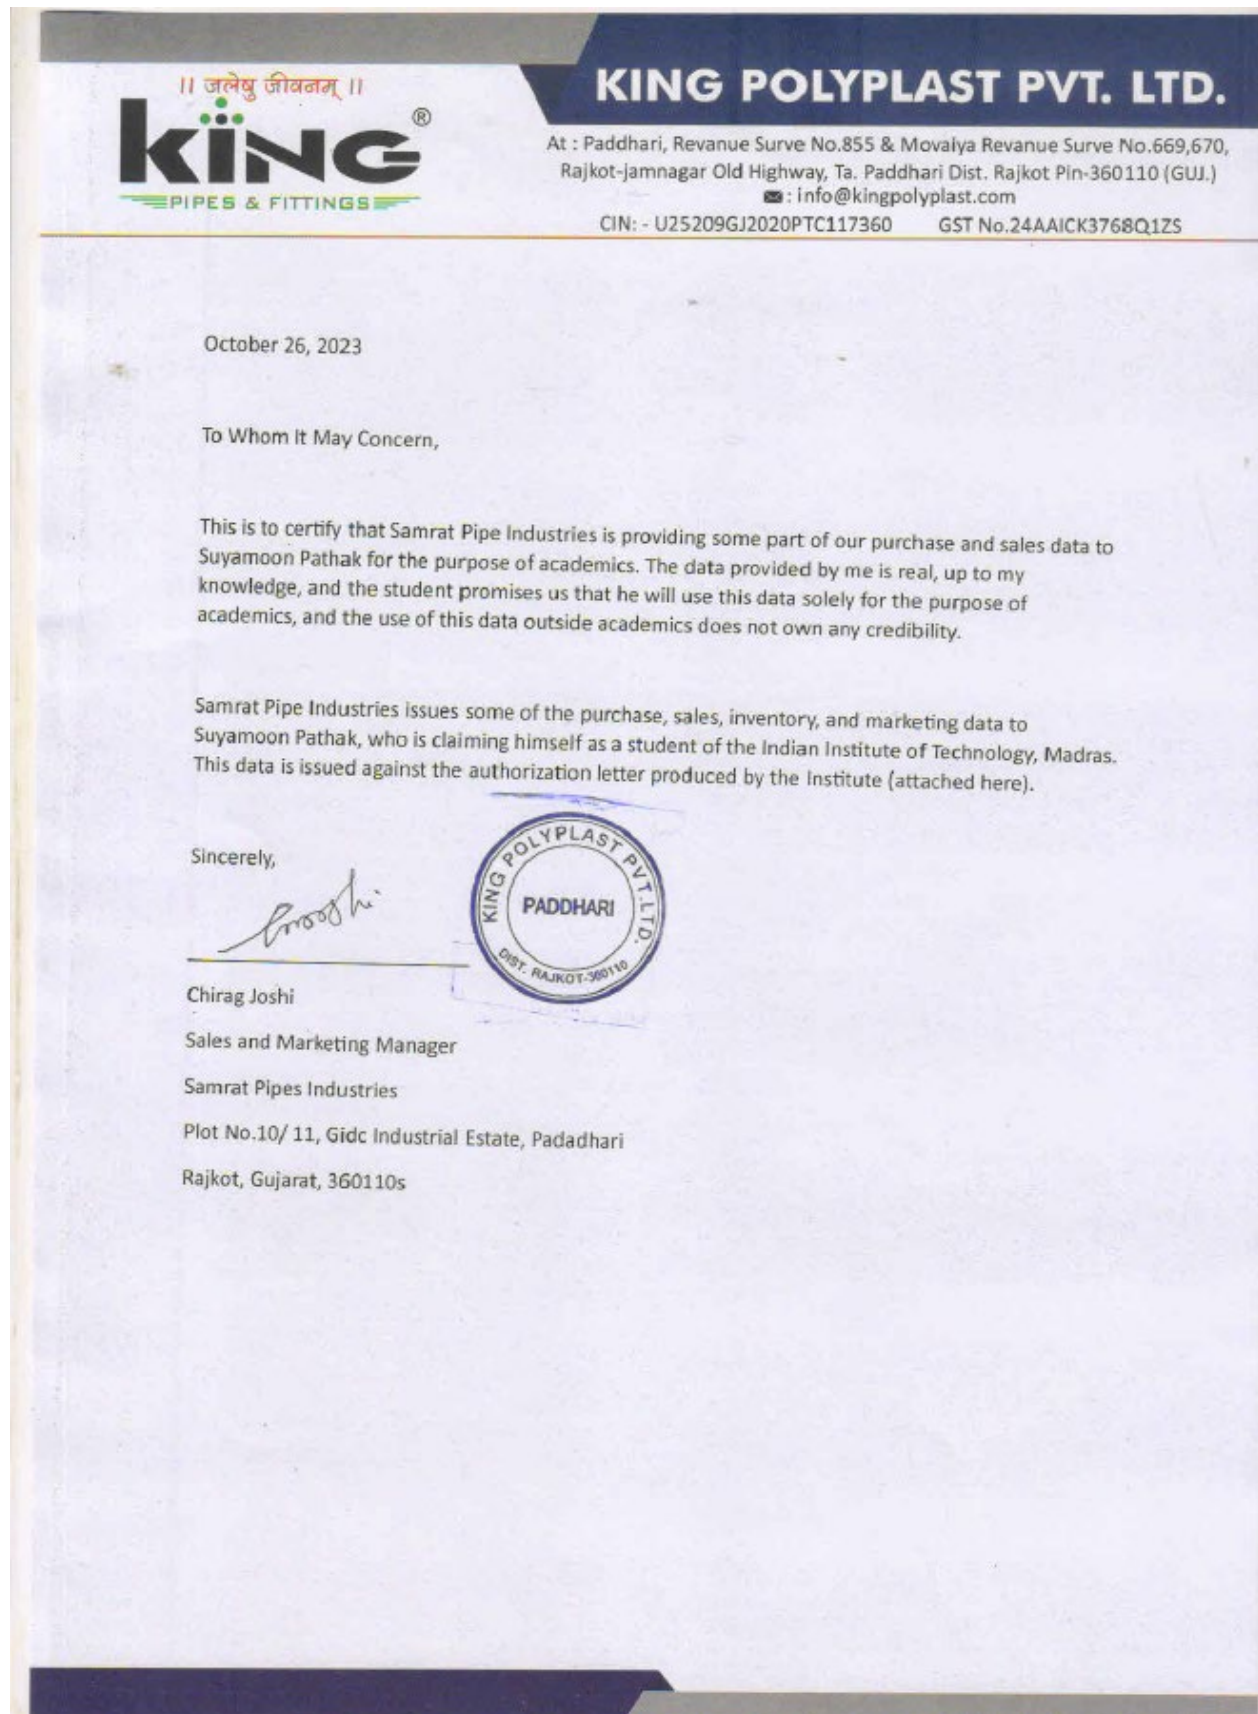 ।। जलेषु जीवनम् ।।
kiNG®
PIPES & FITTINGS
KING POLYPLAST PVT. LTD.
At : Paddhari, Revanue Surve No.855 & Movaiya Revanue Surve No.669,670,
Rajkot-jamnagar Old Highway, Ta. Paddhari Dist. Rajkot Pin-360110 (GUJ.)
: info@kingpolyplast.com
CIN: - U25209GJ2020PTC117360 GST No.24AAICK3768Q1ZS
October 26, 2023
To Whom It May Concern,
This is to certify that Samrat Pipe Industries is providing some part of our purchase and sales data to
Suyamoon Pathak for the purpose of academics. The data provided by me is real, up to my
knowledge, and the student promises us that he will use this data solely for the purpose of
academics, and the use of this data outside academics does not own any credibility.
Samrat Pipe Industries issues some of the purchase, sales, inventory, and marketing data to
Suyamoon Pathak, who is claiming himself as a student of the Indian Institute of Technology, Madras.
This data is issued against the authorization letter produced by the Institute (attached here).
Sincerely,
KING POLYPLAST PVT.LTD.
PADDHARI
DIST. RAJKOT-360110
Chirag Joshi
Sales and Marketing Manager
Samrat Pipes Industries
Plot No.10/ 11, Gidc Industrial Estate, Padadhari
Rajkot, Gujarat, 360110s